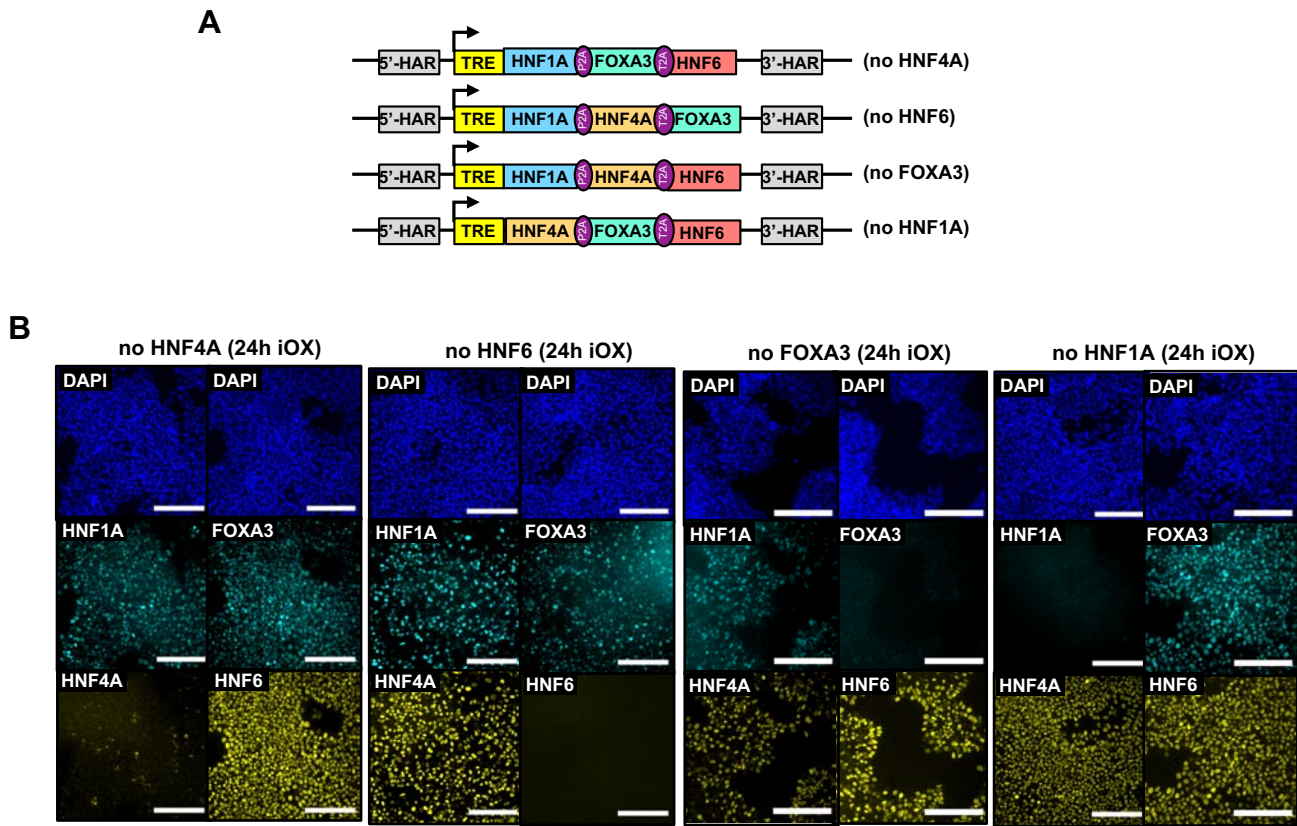 A
5'-HAR TRE HNF1A P2A FOXA3 T2A HNF6 3'-HAR (no HNF4A)
5'-HAR TRE HNF1A P2A HNF4A T2A FOXA3 3'-HAR (no HNF6)
5'-HAR TRE HNF1A P2A HNF4A T2A HNF6 3'-HAR (no FOXA3)
5'-HAR TRE HNF4A P2A FOXA3 T2A HNF6 3'-HAR (no HNF1A)
B
no HNF4A (24h iOX) no HNF6 (24h iOX) no FOXA3 (24h iOX) no HNF1A (24h iOX)
DAPI DAPI DAPI DAPI DAPI DAPI DAPI DAPI
HNF1A FOXA3 HNF1A FOXA3 HNF1A FOXA3 HNF1A FOXA3
HNF4A HNF6 HNF4A HNF6 HNF4A HNF6 HNF4A HNF6